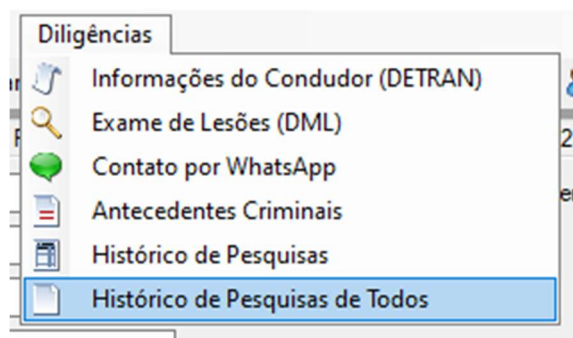 Diligências
Informações do Condudor (DETRAN)
Exame de Lesões (DML)
Contato por WhatsApp
Antecedentes Criminais
Histórico de Pesquisas
Histórico de Pesquisas de Todos